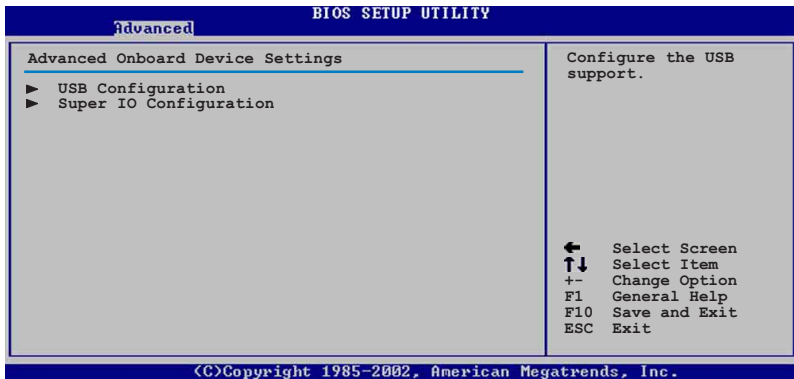 BIOS SETUP UTILITY
Advanced
Advanced Onboard Device Settings
► USB Configuration
► Super IO Configuration
Configure the USB
support.
← Select Screen
↑↓ Select Item
+- Change Option
F1 General Help
F10 Save and Exit
ESC Exit
(C)Copyright 1985-2002, American Megatrends, Inc.